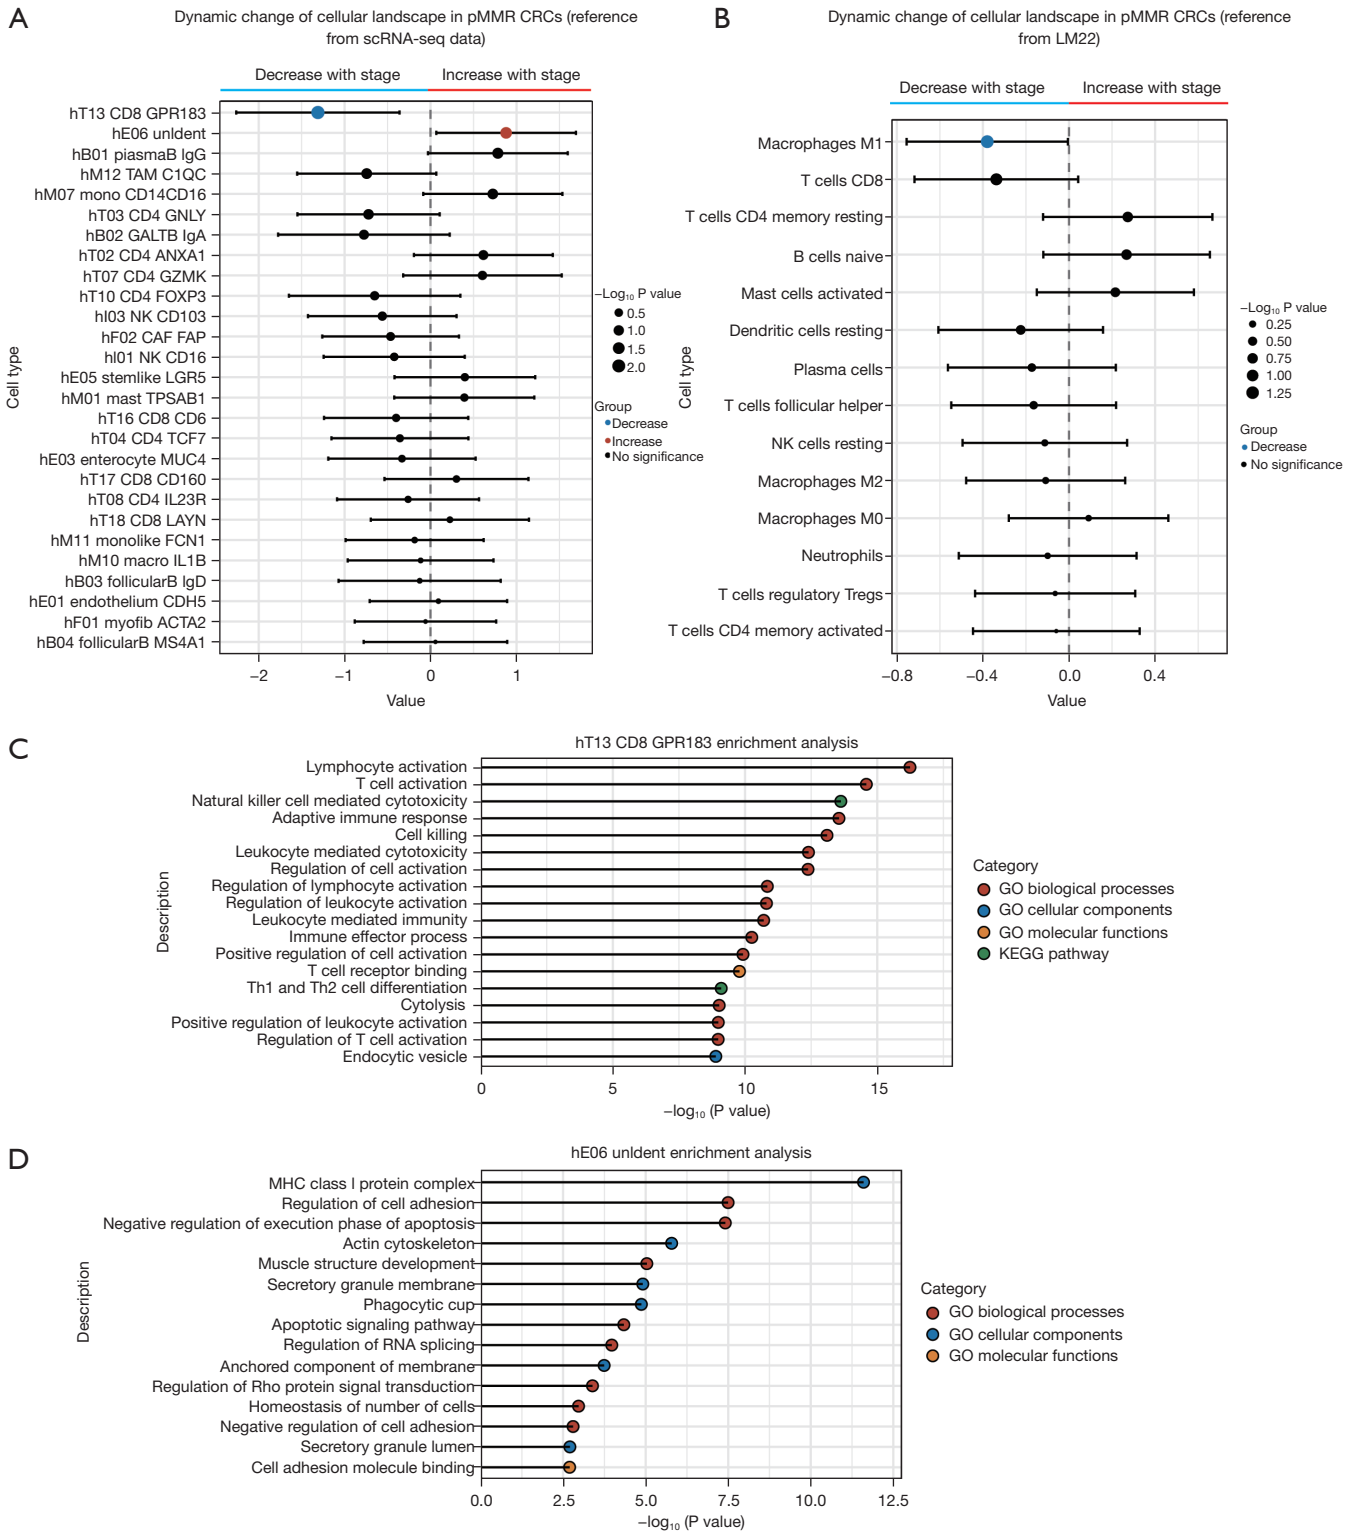 A
Dynamic change of cellular landscape in pMMR CRCs (reference
from scRNA-seq data)
Decrease with stage
Increase with stage
hT13 CD8 GPR183
hE06 unIdent
hB01 piasmaB IgG
hM12 TAM C1QC
hM07 mono CD14CD16
hT03 CD4 GNLY
hB02 GALTB IgA
hT02 CD4 ANXA1
hT07 CD4 GZMK
hT10 CD4 FOXP3
hI03 NK CD103
hF02 CAF FAP
hI01 NK CD16
hE05 stemlike LGR5
hM01 mast TPSAB1
hT16 CD8 CD6
hT04 CD4 TCF7
hE03 enterocyte MUC4
hT17 CD8 CD160
hT08 CD4 IL23R
hT18 CD8 LAYN
hM11 monolike FCN1
hM10 macro IL1B
hB03 follicularB IgD
hE01 endothelium CDH5
hF01 myofib ACTA2
hB04 follicularB MS4A1
Cell type
−2
−1
0
1
Value
−Log10 P value
0.5
1.0
1.5
2.0
Group
Decrease
Increase
No significance
B
Dynamic change of cellular landscape in pMMR CRCs (reference
from LM22)
Decrease with stage
Increase with stage
Macrophages M1
T cells CD8
T cells CD4 memory resting
B cells naive
Mast cells activated
Dendritic cells resting
Plasma cells
T cells follicular helper
NK cells resting
Macrophages M2
Macrophages M0
Neutrophils
T cells regulatory Tregs
T cells CD4 memory activated
Cell type
−0.8
−0.4
0.0
0.4
Value
−Log10 P value
0.25
0.50
0.75
1.00
1.25
Group
Decrease
No significance
C
hT13 CD8 GPR183 enrichment analysis
Lymphocyte activation
T cell activation
Natural killer cell mediated cytotoxicity
Adaptive immune response
Cell killing
Leukocyte mediated cytotoxicity
Regulation of cell activation
Regulation of lymphocyte activation
Regulation of leukocyte activation
Leukocyte mediated immunity
Immune effector process
Positive regulation of cell activation
T cell receptor binding
Th1 and Th2 cell differentiation
Cytolysis
Positive regulation of leukocyte activation
Regulation of T cell activation
Endocytic vesicle
Description
0
5
10
15
−log10 (P value)
Category
GO biological processes
GO cellular components
GO molecular functions
KEGG pathway
D
hE06 unIdent enrichment analysis
MHC class I protein complex
Regulation of cell adhesion
Negative regulation of execution phase of apoptosis
Actin cytoskeleton
Muscle structure development
Secretory granule membrane
Phagocytic cup
Apoptotic signaling pathway
Regulation of RNA splicing
Anchored component of membrane
Regulation of Rho protein signal transduction
Homeostasis of number of cells
Negative regulation of cell adhesion
Secretory granule lumen
Cell adhesion molecule binding
Description
0.0
2.5
5.0
7.5
10.0
12.5
−log10 (P value)
Category
GO biological processes
GO cellular components
GO molecular functions